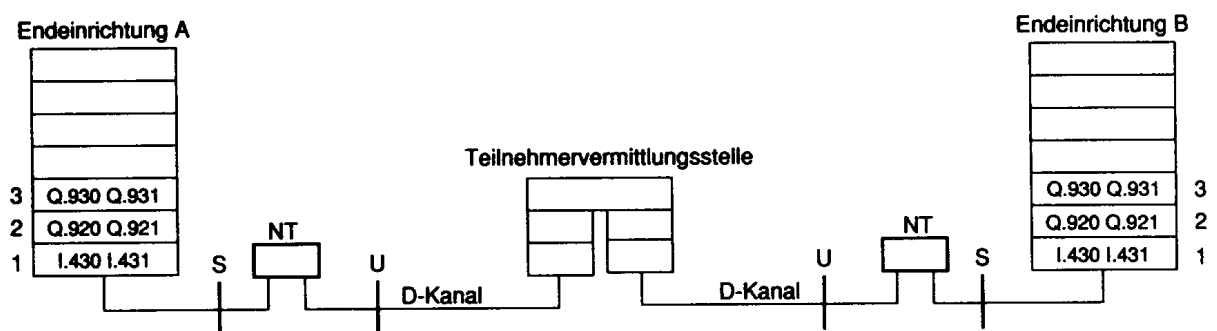 Endeinrichtung A
Endeinrichtung B
Teilnehmervermittlungsstelle
3 Q.930 Q.931
2 Q.920 Q.921
1 I.430 I.431
Q.930 Q.931 3
Q.920 Q.921 2
I.430 I.431 1
S
NT
U
D-Kanal
D-Kanal
U
NT
S